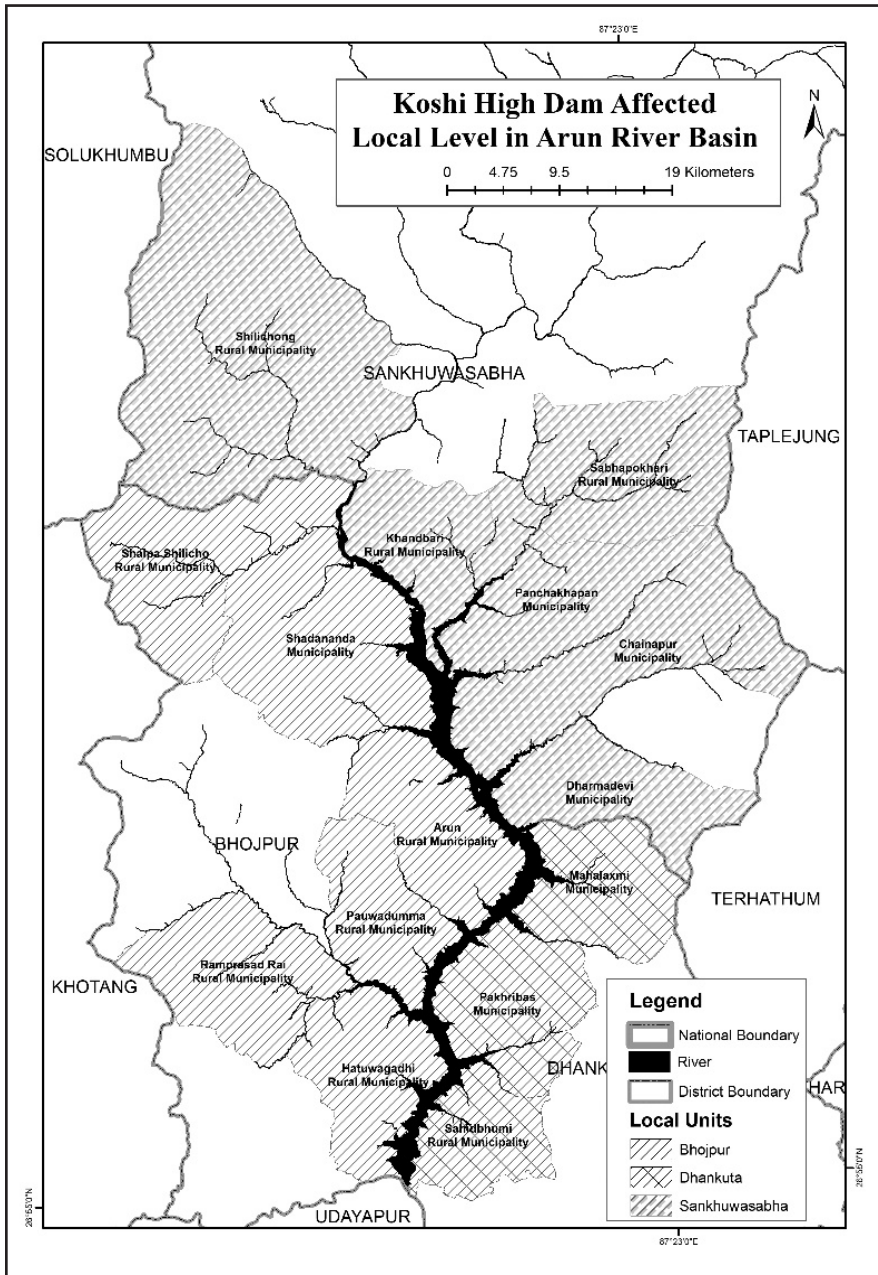 87°23'0"E
Koshi High Dam Affected
Local Level in Arun River Basin
N
0 4.75 9.5 19 Kilometers
SOLUKHUMBU
Shilichong
Rural Municipality
SANKHUWASABHA
TAPLEJUNG
Sabhapokhari
Rural Municipality
Khandbari
Rural Municipality
Shalpa Shilicho
Rural Municipality
Panchakhapan
Municipality
Shadananda
Municipality
Chainapur
Municipality
Dharmadevi
Municipality
Arun
Rural Municipality
BHOJPUR
Mahalaxmi
Municipality
TERHATHUM
Pauwadumma
Rural Municipality
Ramprasad Rai
Rural Municipality
KHOTANG
Pakhribas
Municipality
Hatuwagadhi
Rural Municipality
DHANK
HAR
Sahidbhumi
Rural Municipality
UDAYAPUR
Legend
National Boundary
River
District Boundary
Local Units
Bhojpur
Dhankuta
Sankhuwasabha
87°23'0"E